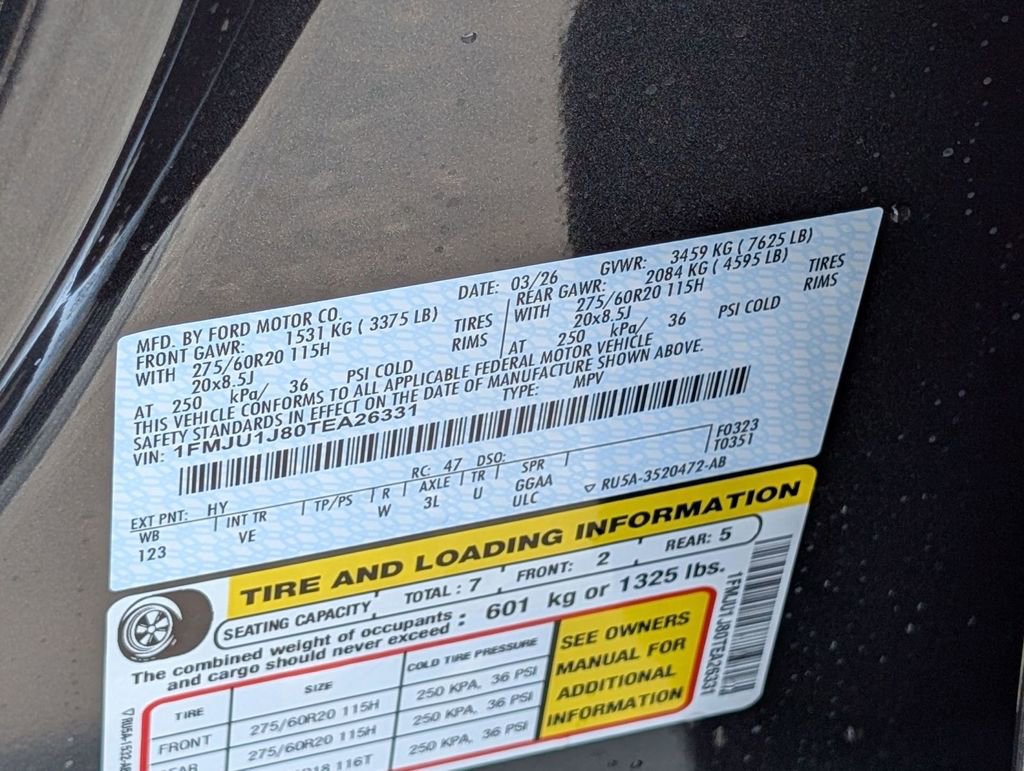 MFD. BY FORD MOTOR CO.
DATE: 03/26 GVWR: 3459 KG ( 7625 LB)
FRONT GAWR: 1531 KG ( 3375 LB)
REAR GAWR: 2084 KG ( 4595 LB)
WITH 275/60R20 115H TIRES
WITH 275/60R20 115H TIRES
20x8.5J RIMS
20x8.5J RIMS
AT 250 kPa/ 36 PSI COLD
AT 250 kPa/ 36 PSI COLD
THIS VEHICLE CONFORMS TO ALL APPLICABLE FEDERAL MOTOR VEHICLE
SAFETY STANDARDS IN EFFECT ON THE DATE OF MANUFACTURE SHOWN ABOVE.
VIN: 1FMJU1J80TEA26331 TYPE: MPV
EXT PNT: HY RC: 47 DSO: F0323
T0351
WB INT TR TP/PS R AXLE TR SPR
123 VE W 3L U GGAA
ULC
▽ RU5A-3520472-AB
TIRE AND LOADING INFORMATION
SEATING CAPACITY TOTAL : 7 FRONT: 2 REAR: 5
The combined weight of occupants
and cargo should never exceed : 601 kg or 1325 lbs.
TIRE SIZE COLD TIRE PRESSURE
FRONT 275/60R20 115H 250 KPA, 36 PSI
275/60R20 115H 250 KPA, 36 PSI
116T 250 KPA, 36 PSI
SEE OWNERS
MANUAL FOR
ADDITIONAL
INFORMATION
1FMJU1J80TEA26331